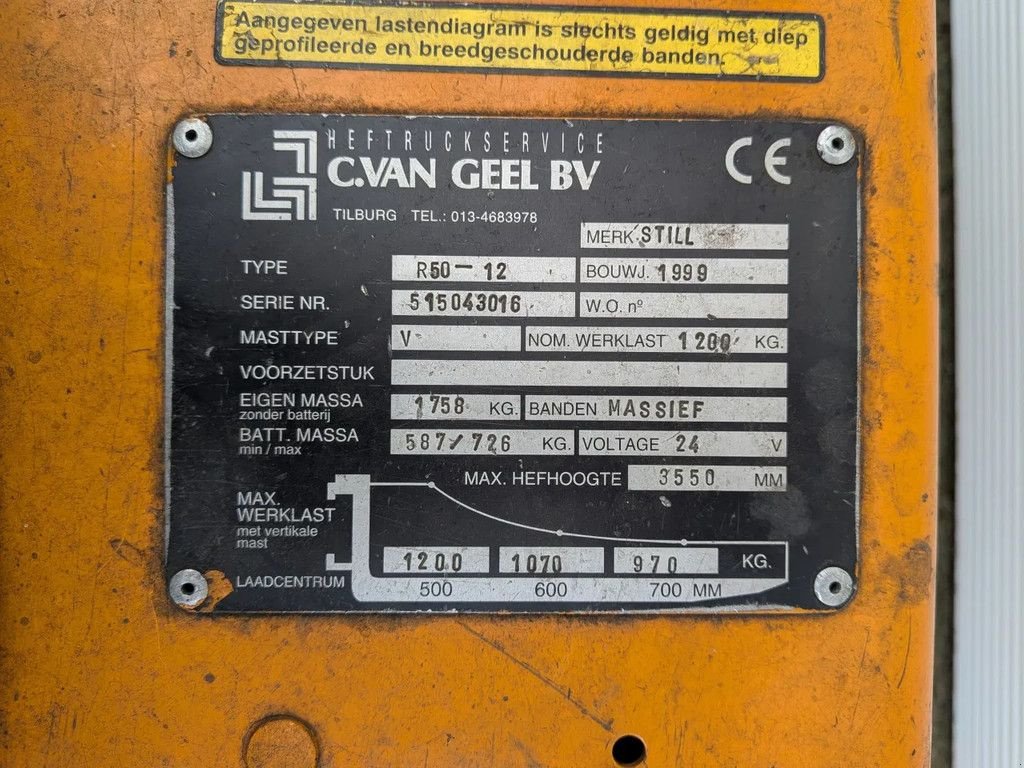 Aangegeven lastendiagram is slechts geldig met diep
geprofileerde en breedgeschouderde banden.
HEFTRUCKSERVICE
C.VAN GEEL BV
CE
TILBURG TEL.: 013-4683978
MERK STILL
TYPE R50-12 BOUWJ. 1999
SERIE NR. 515043016 W.O. nº
MASTTYPE V NOM. WERKLAST 1200 KG.
VOORZETSTUK
EIGEN MASSA 1758 KG. BANDEN MASSIEF
zonder batterij
BATT. MASSA 587/726 KG. VOLTAGE 24 V
min / max
MAX. HEFHOOGTE 3550 MM
MAX.
WERKLAST
met vertikale
mast
1200 1070 970 KG.
LAADCENTRUM 500 600 700 MM